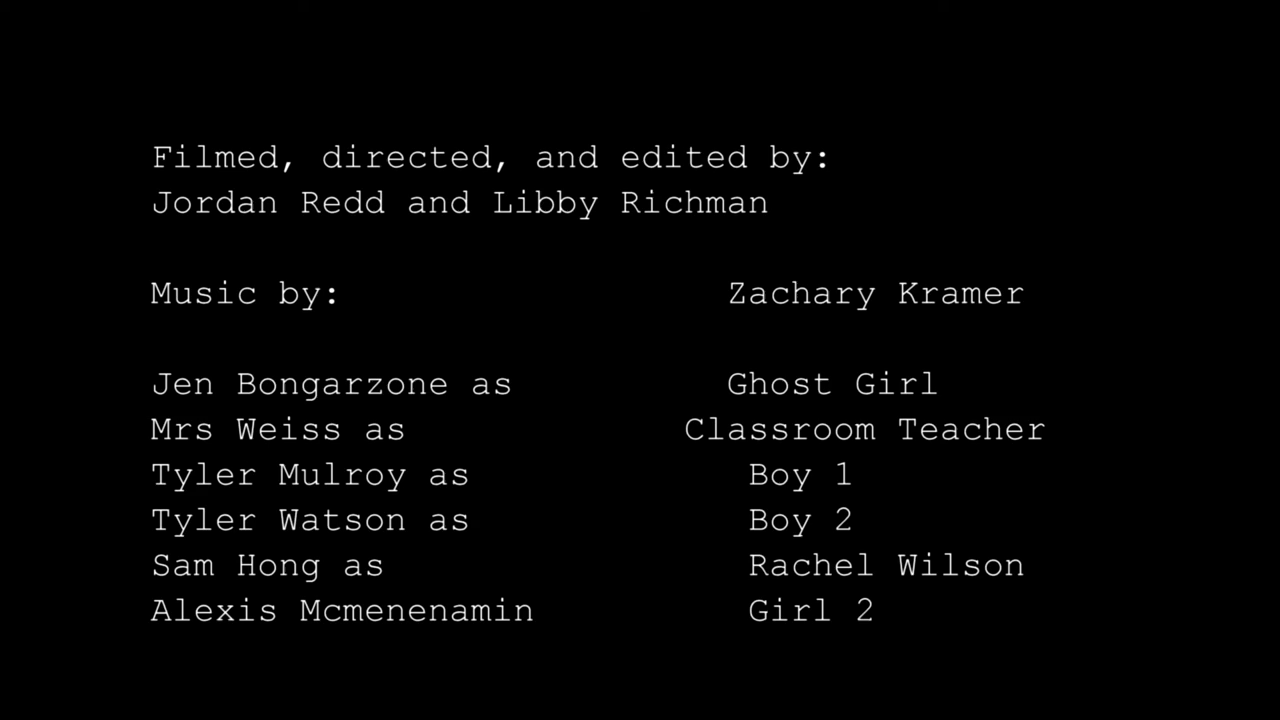 Filmed, directed, and edited by:
Jordan Redd and Libby Richman
Music by: Zachary Kramer
Jen Bongarzone as Ghost Girl
Mrs Weiss as Classroom Teacher
Tyler Mulroy as Boy 1
Tyler Watson as Boy 2
Sam Hong as Rachel Wilson
Alexis Mcmenenamin Girl 2